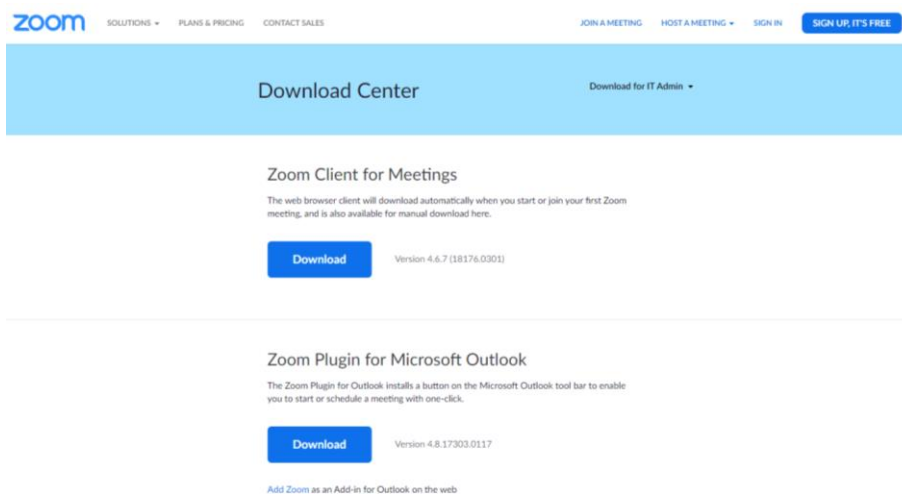 zoom SOLUTIONS PLANS & PRICING CONTACT SALES JOIN A MEETING HOST A MEETING SIGN IN SIGN UP, IT'S FREE
Download Center Download for IT Admin
Zoom Client for Meetings
The web browser client will download automatically when you start or join your first Zoom
meeting, and is also available for manual download here.
Download Version 4.6.7 (18176.0301)
Zoom Plugin for Microsoft Outlook
The Zoom Plugin for Outlook installs a button on the Microsoft Outlook tool bar to enable
you to start or schedule a meeting with one-click.
Download Version 4.8.17303.0117
Add Zoom as an Add-in for Outlook on the web